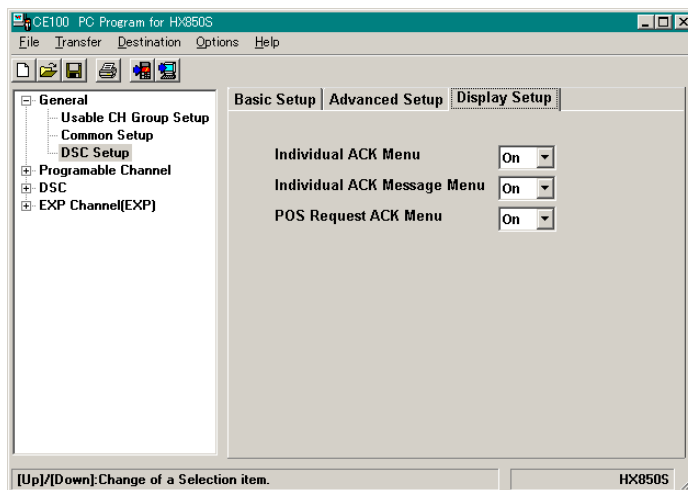 CE100 PC Program for HX850S
File Transfer Destination Options Help
General
Usable CH Group Setup
Common Setup
DSC Setup
Programable Channel
DSC
EXP Channel(EXP)
Basic Setup Advanced Setup Display Setup
Individual ACK Menu On
Individual ACK Message Menu On
POS Request ACK Menu On
[Up]/[Down]:Change of a Selection item. HX850S